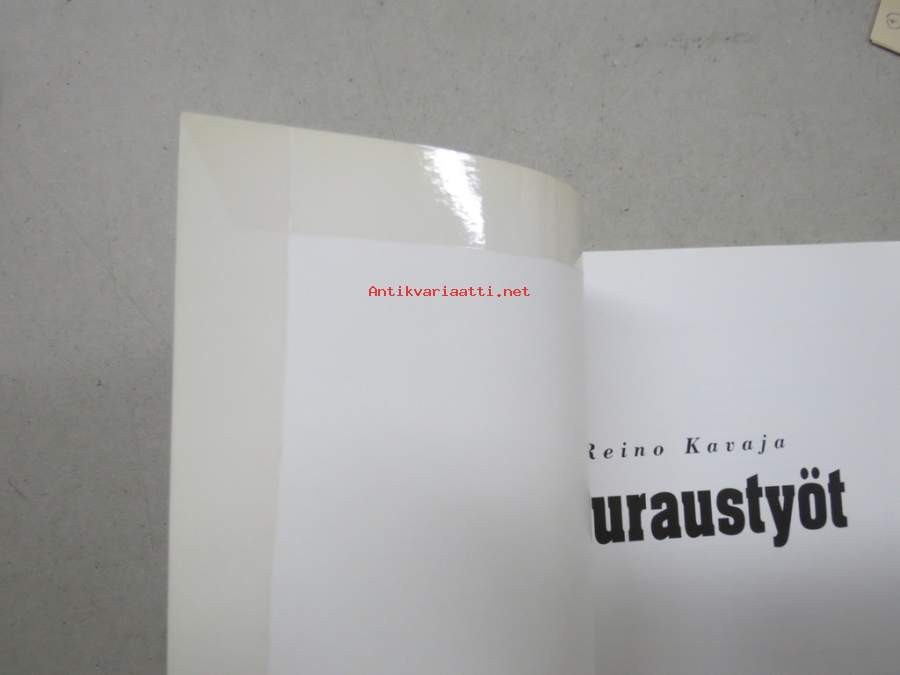 Antikvariaatti.net
Reino Kavaja
uraustyöt